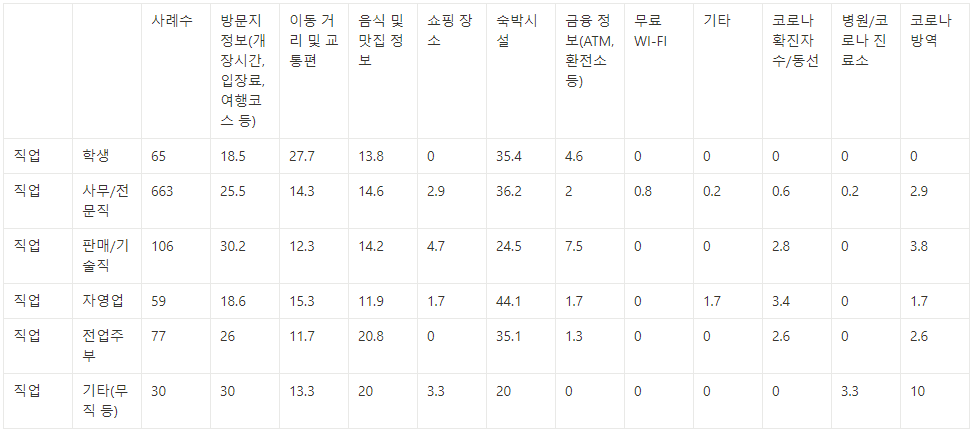 사례수 방문지 정보(개장시간, 입장료, 여행코스 등) 이동 거리 및 교통편 음식 및 맛집 정보 쇼핑 장소 숙박시설 금융 정보(ATM, 환전소 등) 무료 WI-FI 기타 코로나 확진자수/동선 병원/코로나 진료소 코로나 방역
직업 학생 65 18.5 27.7 13.8 0 35.4 4.6 0 0 0 0 0
직업 사무/전문직 663 25.5 14.3 14.6 2.9 36.2 2 0.8 0.2 0.6 0.2 2.9
직업 판매/기술직 106 30.2 12.3 14.2 4.7 24.5 7.5 0 0 2.8 0 3.8
직업 자영업 59 18.6 15.3 11.9 1.7 44.1 1.7 0 1.7 3.4 0 1.7
직업 전업주부 77 26 11.7 20.8 0 35.1 1.3 0 0 2.6 0 2.6
직업 기타(무직 등) 30 30 13.3 20 3.3 20 0 0 0 0 3.3 10